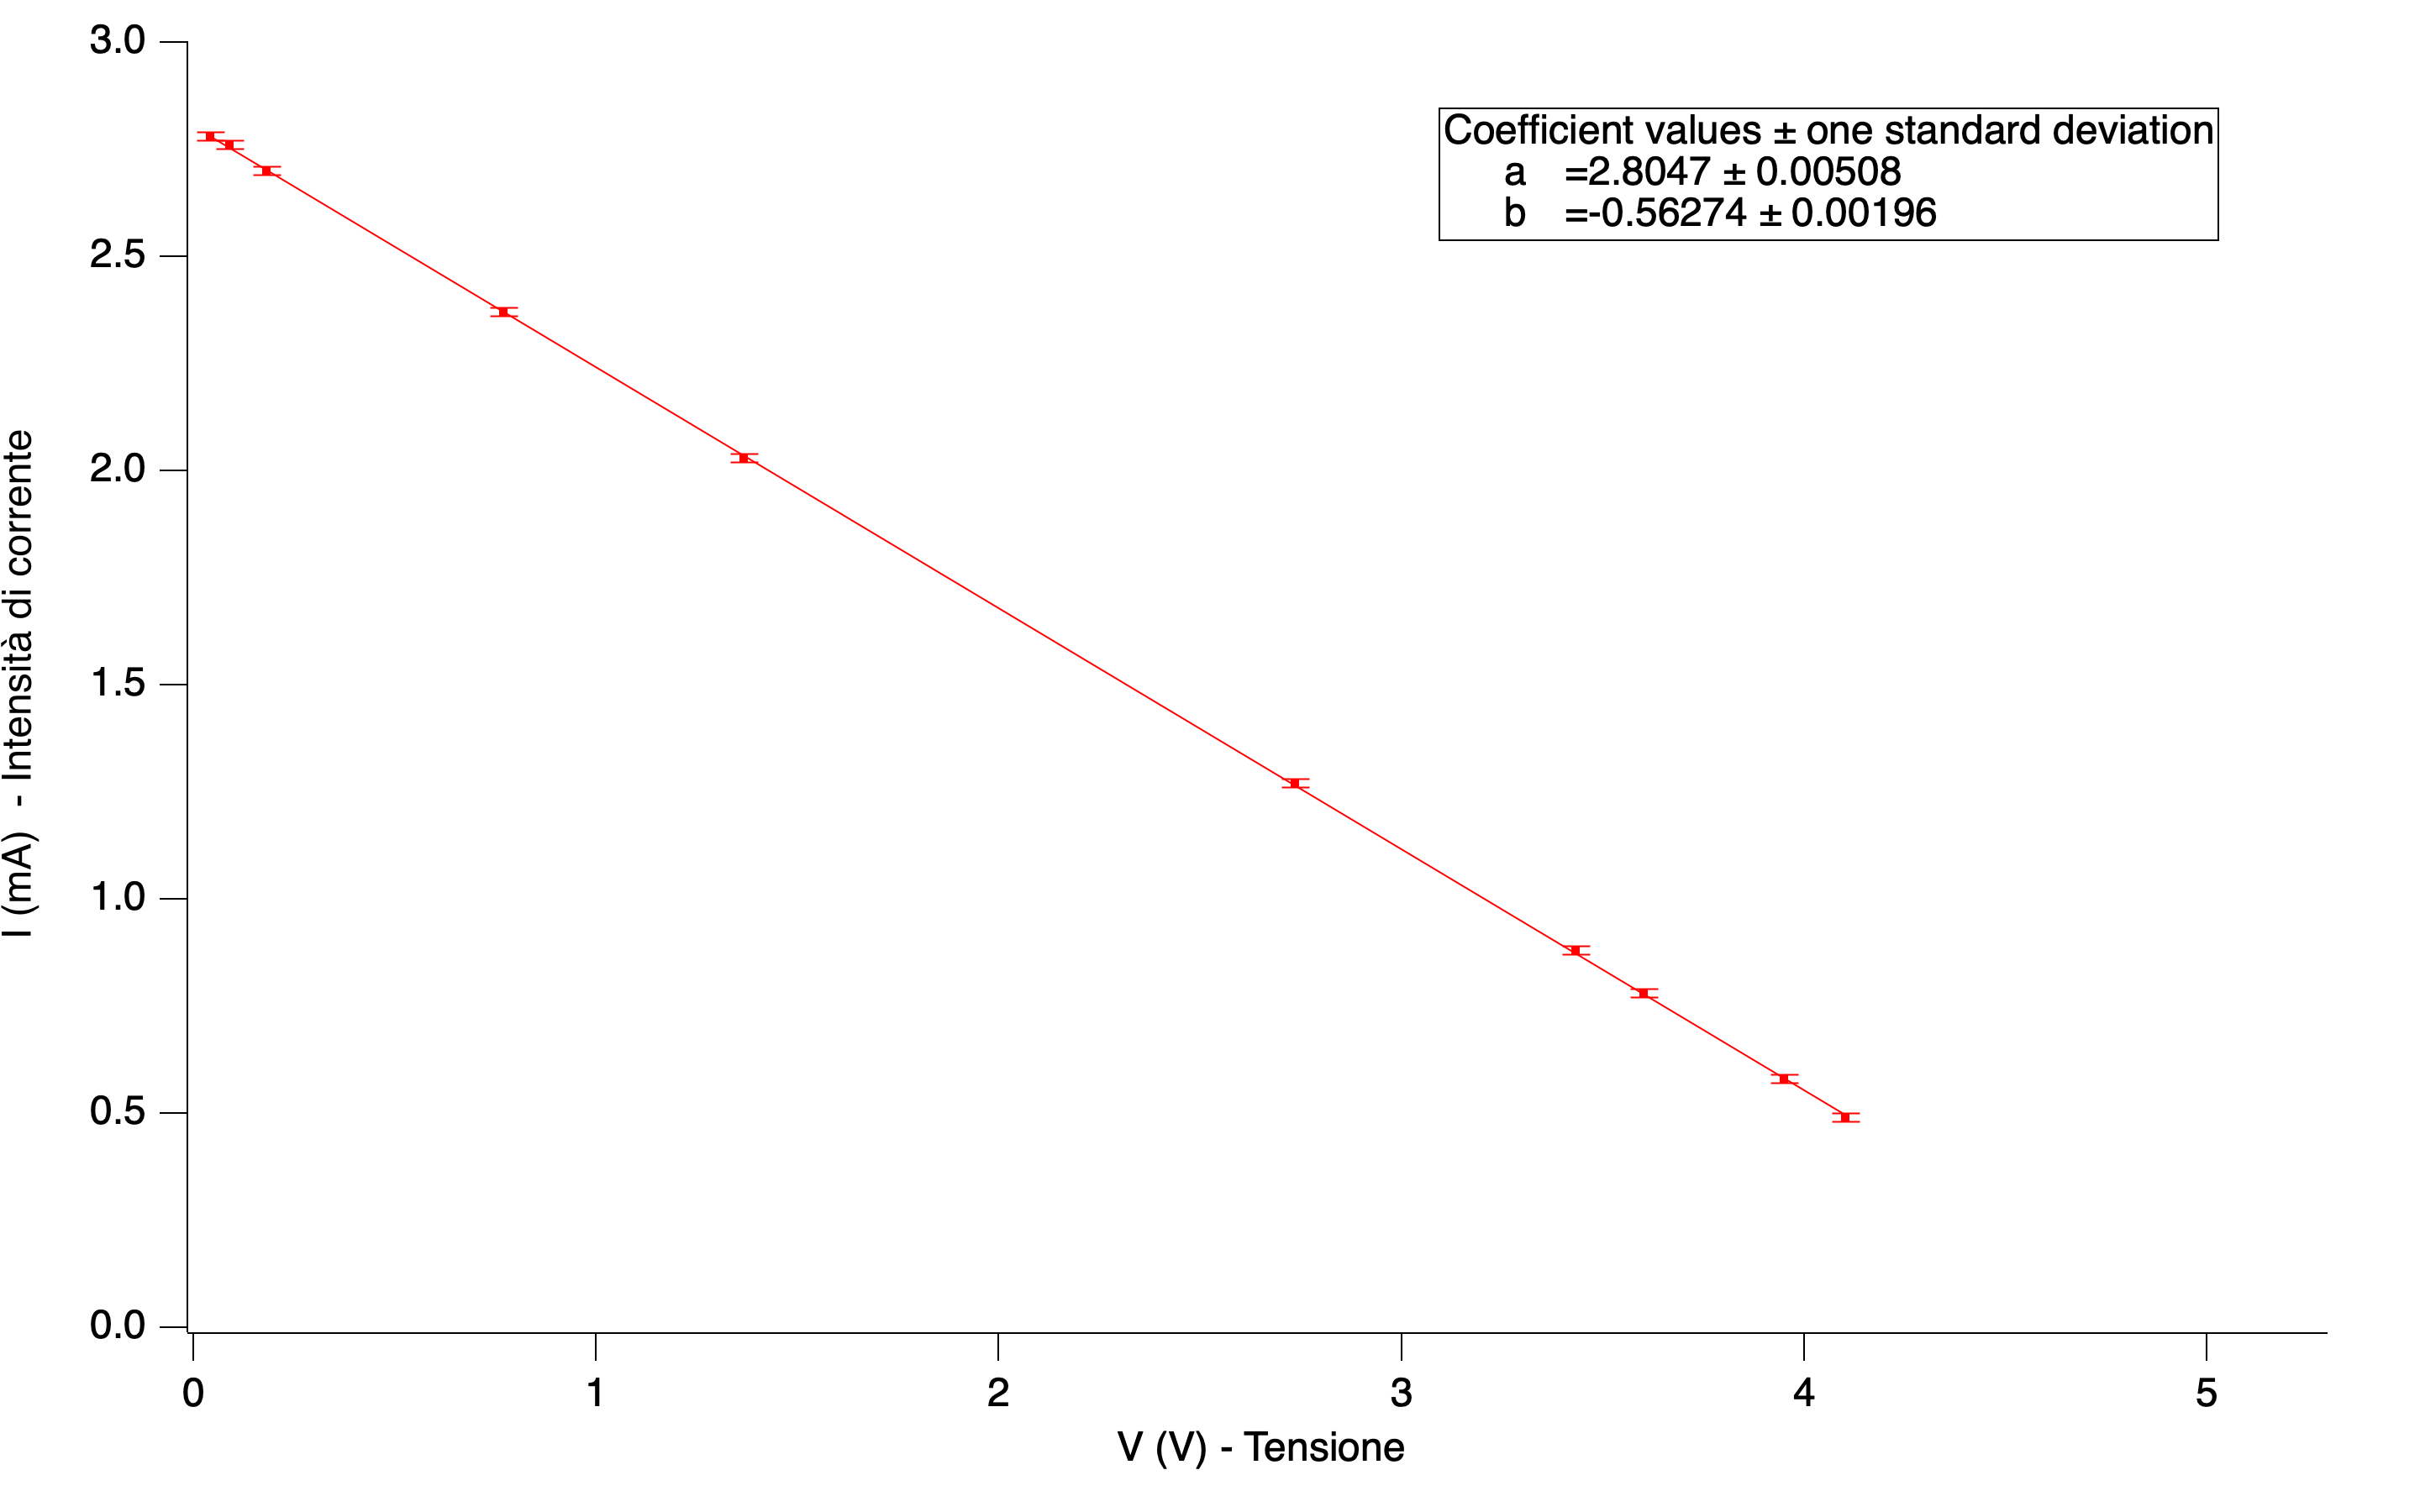 3.0
2.5
2.0
1.5
1.0
0.5
0.0
I (mA) - Intensità di corrente
Coefficient values ± one standard deviation
a =2.8047 ± 0.00508
b =-0.56274 ± 0.00196
0 1 2 3 4 5
V (V) - Tensione